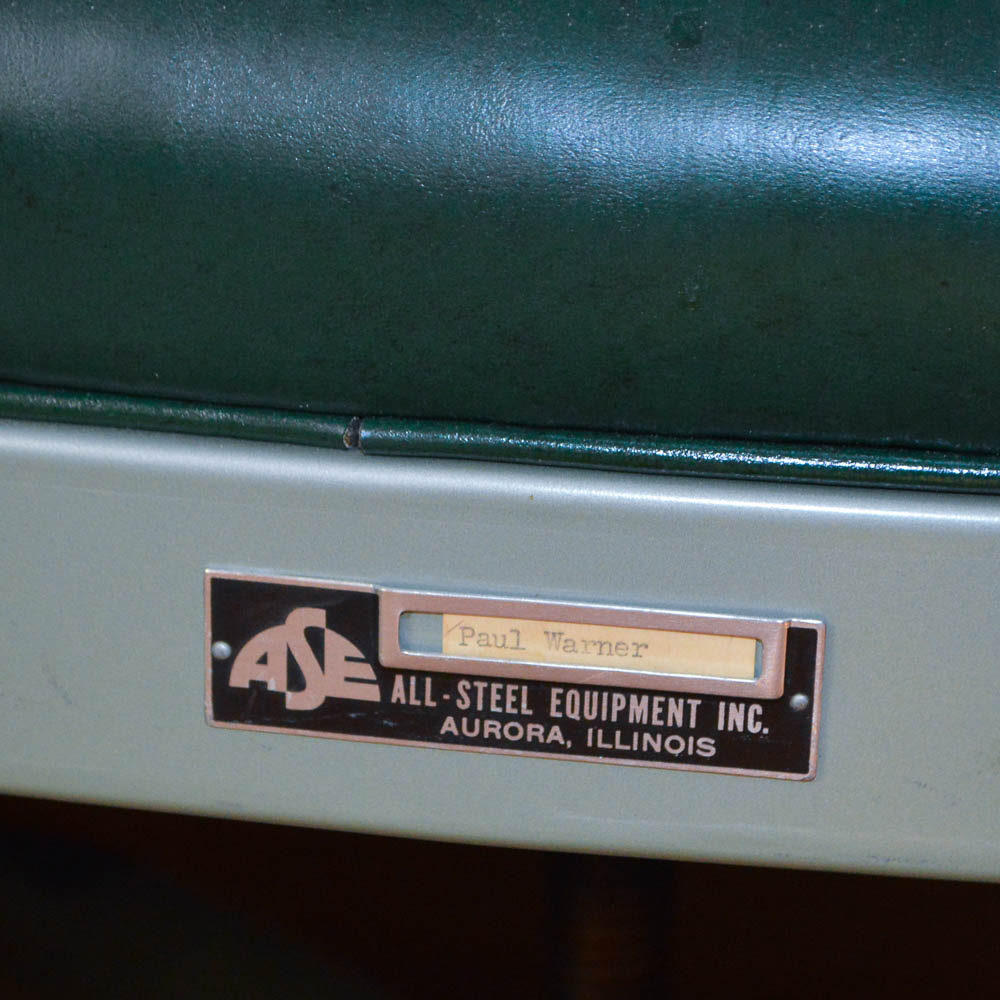 Paul Warner
ASE
ALL-STEEL EQUIPMENT INC.
AURORA, ILLINOIS